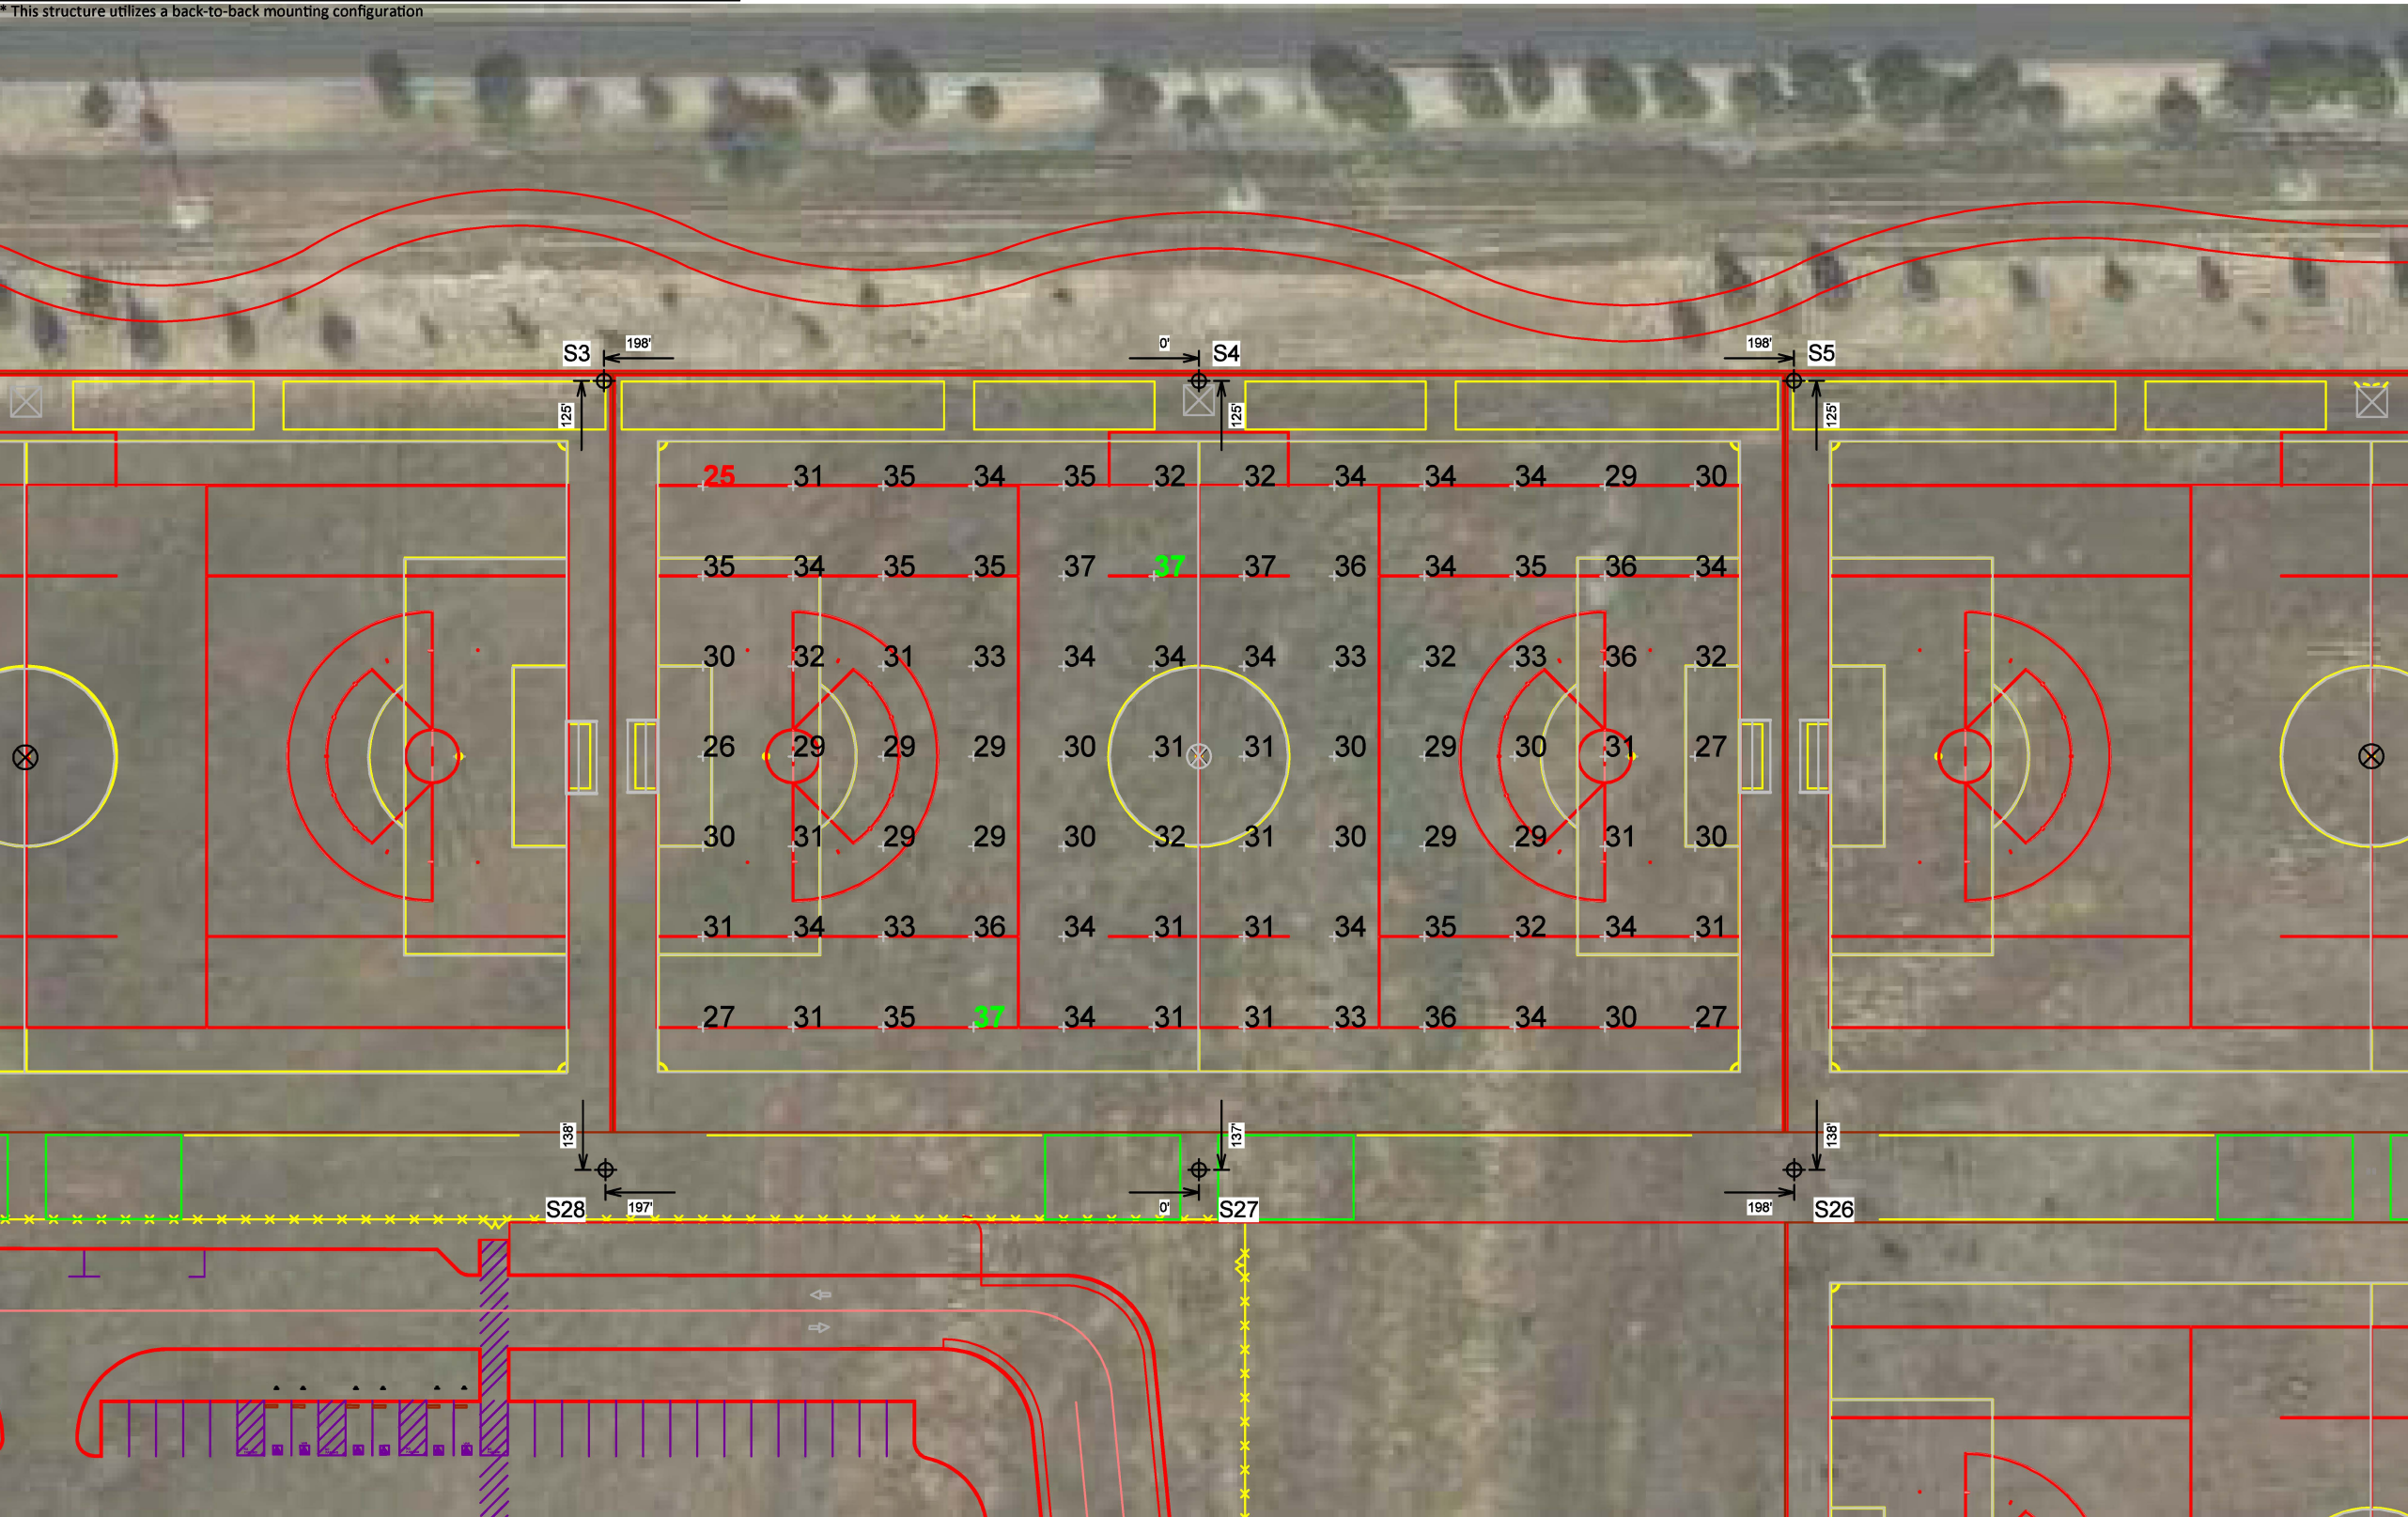 * This structure utilizes a back-to-back mounting configuration
S3 198' 0' S4 198' S5
125' 125' 125'
25 31 35 34 35 32 32 34 34 34 29 30
35 34 35 35 37 37 37 36 34 35 36 34
30 32 31 33 34 34 34 33 32 33 36 32
26 29 29 29 30 31 31 30 29 30 31 27
30 31 29 29 30 32 31 30 29 29 31 30
31 34 33 36 34 31 31 34 35 32 34 31
27 31 35 37 34 31 31 33 36 34 30 27
138' 137' 138'
S28 197' 0' S27 198' S26